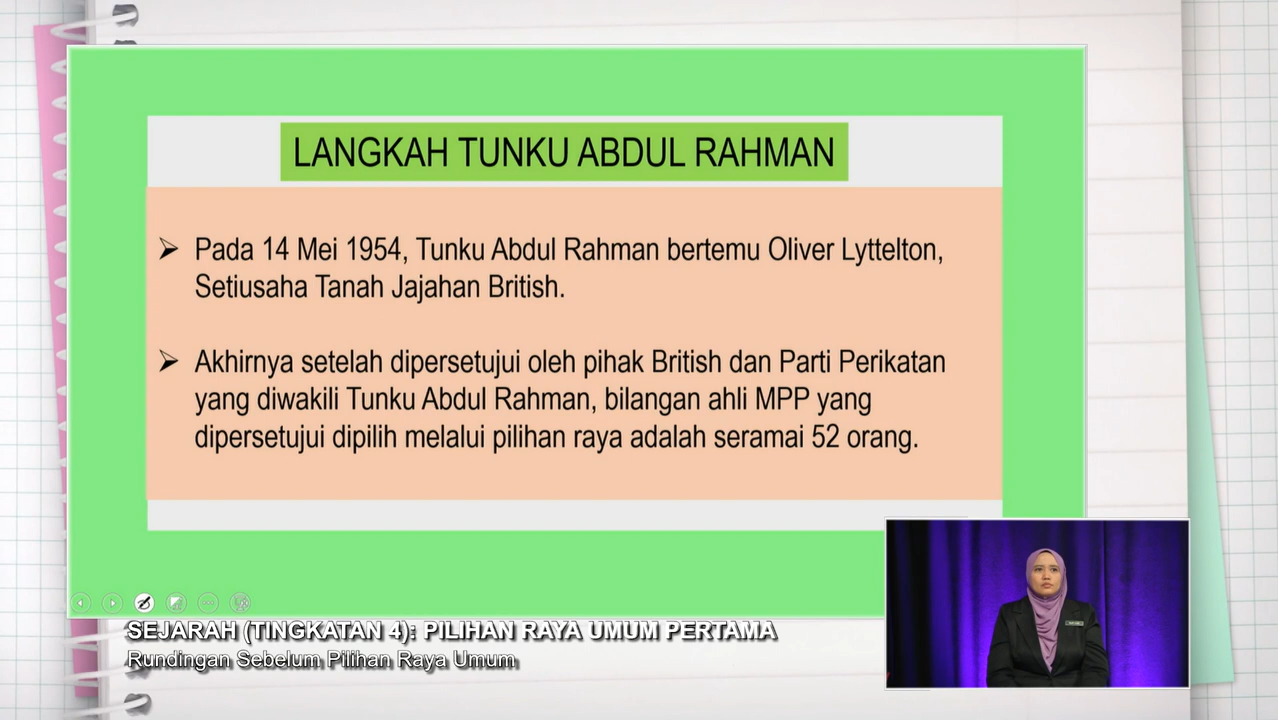 LANGKAH TUNKU ABDUL RAHMAN
➢ Pada 14 Mei 1954, Tunku Abdul Rahman bertemu Oliver Lyttelton,
Setiusaha Tanah Jajahan British.
➢ Akhirnya setelah dipersetujui oleh pihak British dan Parti Perikatan
yang diwakili Tunku Abdul Rahman, bilangan ahli MPP yang
dipersetujui dipilih melalui pilihan raya adalah seramai 52 orang.
SEJARAH (TINGKATAN 4): PILIHAN RAYA UMUM PERTAMA
Rundingan Sebelum Pilihan Raya Umum